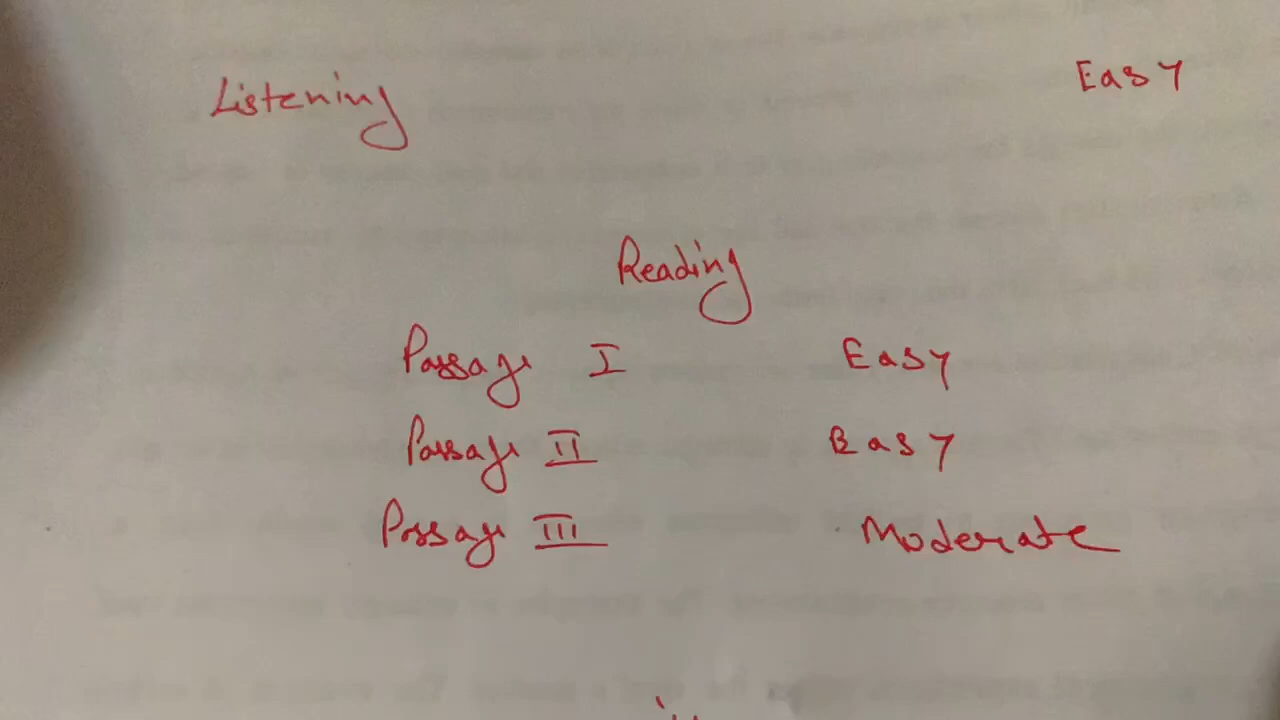 Listening Easy
Reading
Passage I Easy
Passage II Easy
Passage III Moderate